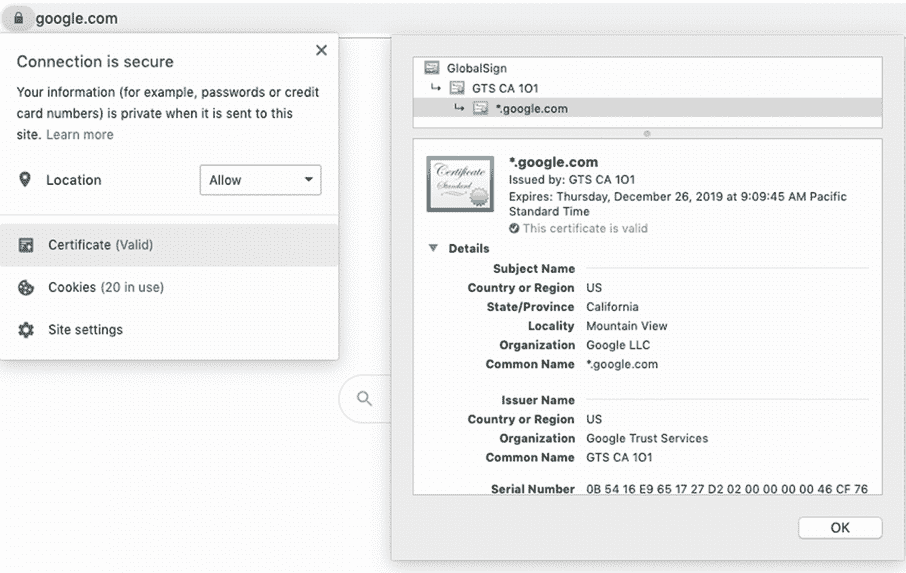 google.com
Connection is secure
Your information (for example, passwords or credit
card numbers) is private when it is sent to this
site. Learn more
Location
Allow
Certificate (Valid)
Cookies (20 in use)
Site settings
GlobalSign
GTS CA 1O1
*.google.com
Certificate
Standard
*.google.com
Issued by: GTS CA 1O1
Expires: Thursday, December 26, 2019 at 9:09:45 AM Pacific
Standard Time
This certificate is valid
Details
Subject Name
Country or Region US
State/Province California
Locality Mountain View
Organization Google LLC
Common Name *.google.com
Issuer Name
Country or Region US
Organization Google Trust Services
Common Name GTS CA 1O1
Serial Number 0B 54 16 E9 65 17 27 D2 02 00 00 00 00 46 CF 76
OK